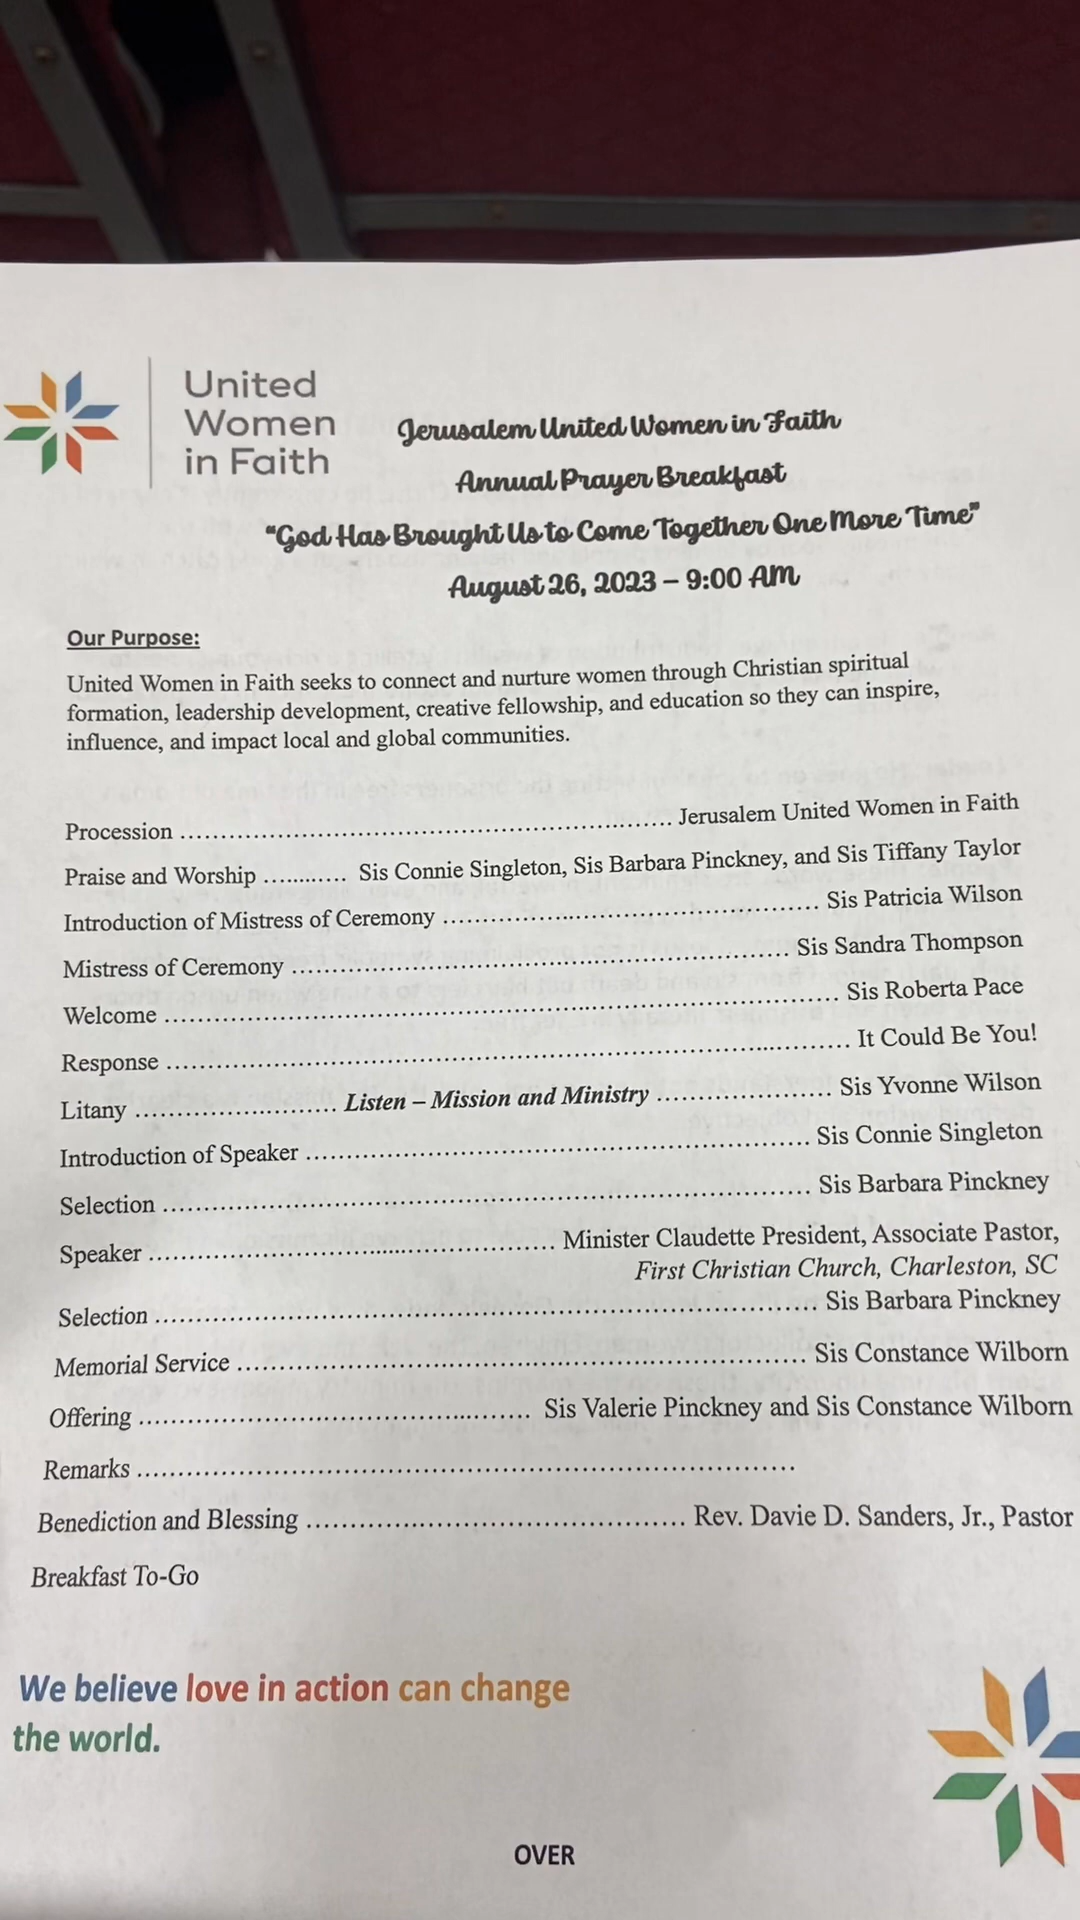 United
Women
in Faith
Jerusalem United Women in Faith
Annual Prayer Breakfast
“God Has Brought Us to Come Together One More Time”
August 26, 2023 – 9:00 AM
Our Purpose:
United Women in Faith seeks to connect and nurture women through Christian spiritual
formation, leadership development, creative fellowship, and education so they can inspire,
influence, and impact local and global communities.
Procession ............................................................ Jerusalem United Women in Faith
Praise and Worship .......... Sis Connie Singleton, Sis Barbara Pinckney, and Sis Tiffany Taylor
Introduction of Mistress of Ceremony .............................................. Sis Patricia Wilson
Mistress of Ceremony ............................................................ Sis Sandra Thompson
Welcome .................................................................................. Sis Roberta Pace
Response .................................................................................. It Could Be You!
Litany ......................... Listen – Mission and Ministry ..................... Sis Yvonne Wilson
Introduction of Speaker ............................................................ Sis Connie Singleton
Selection .............................................................................. Sis Barbara Pinckney
Speaker .................................................. Minister Claudette President, Associate Pastor,
First Christian Church, Charleston, SC
Selection .............................................................................. Sis Barbara Pinckney
Memorial Service .................................................................. Sis Constance Wilborn
Offering ................................................ Sis Valerie Pinckney and Sis Constance Wilborn
Remarks ................................................................................
Benediction and Blessing .............................................. Rev. Davie D. Sanders, Jr., Pastor
Breakfast To-Go
We believe love in action can change
the world.
OVER